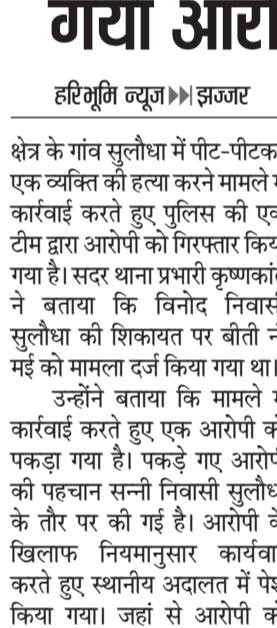 गया आरो
हरिभूमि न्यूज झज्जर
क्षेत्र के गांव सुलौधा में पीट-पीटक
एक व्यक्ति की हत्या करने मामले
कार्रवाई करते हुए पुलिस की एक
टीम द्वारा आरोपी को गिरफ्तार किय
गया है। सदर थाना प्रभारी कृष्णकां
ने बताया कि विनोद निवास
सुलौधा की शिकायत पर बीती न
मई को मामला दर्ज किया गया था।
उन्होंने बताया कि मामले
कार्रवाई करते हुए एक आरोपी क
पकड़ा गया है। पकड़े गए आरोप
की पहचान सन्नी निवासी सुलौध
के तौर पर की गई है। आरोपी वे
खिलाफ नियमानुसार कार्यवा
करते हुए स्थानीय अदालत में पेश
किया गया। जहां से आरोपी क